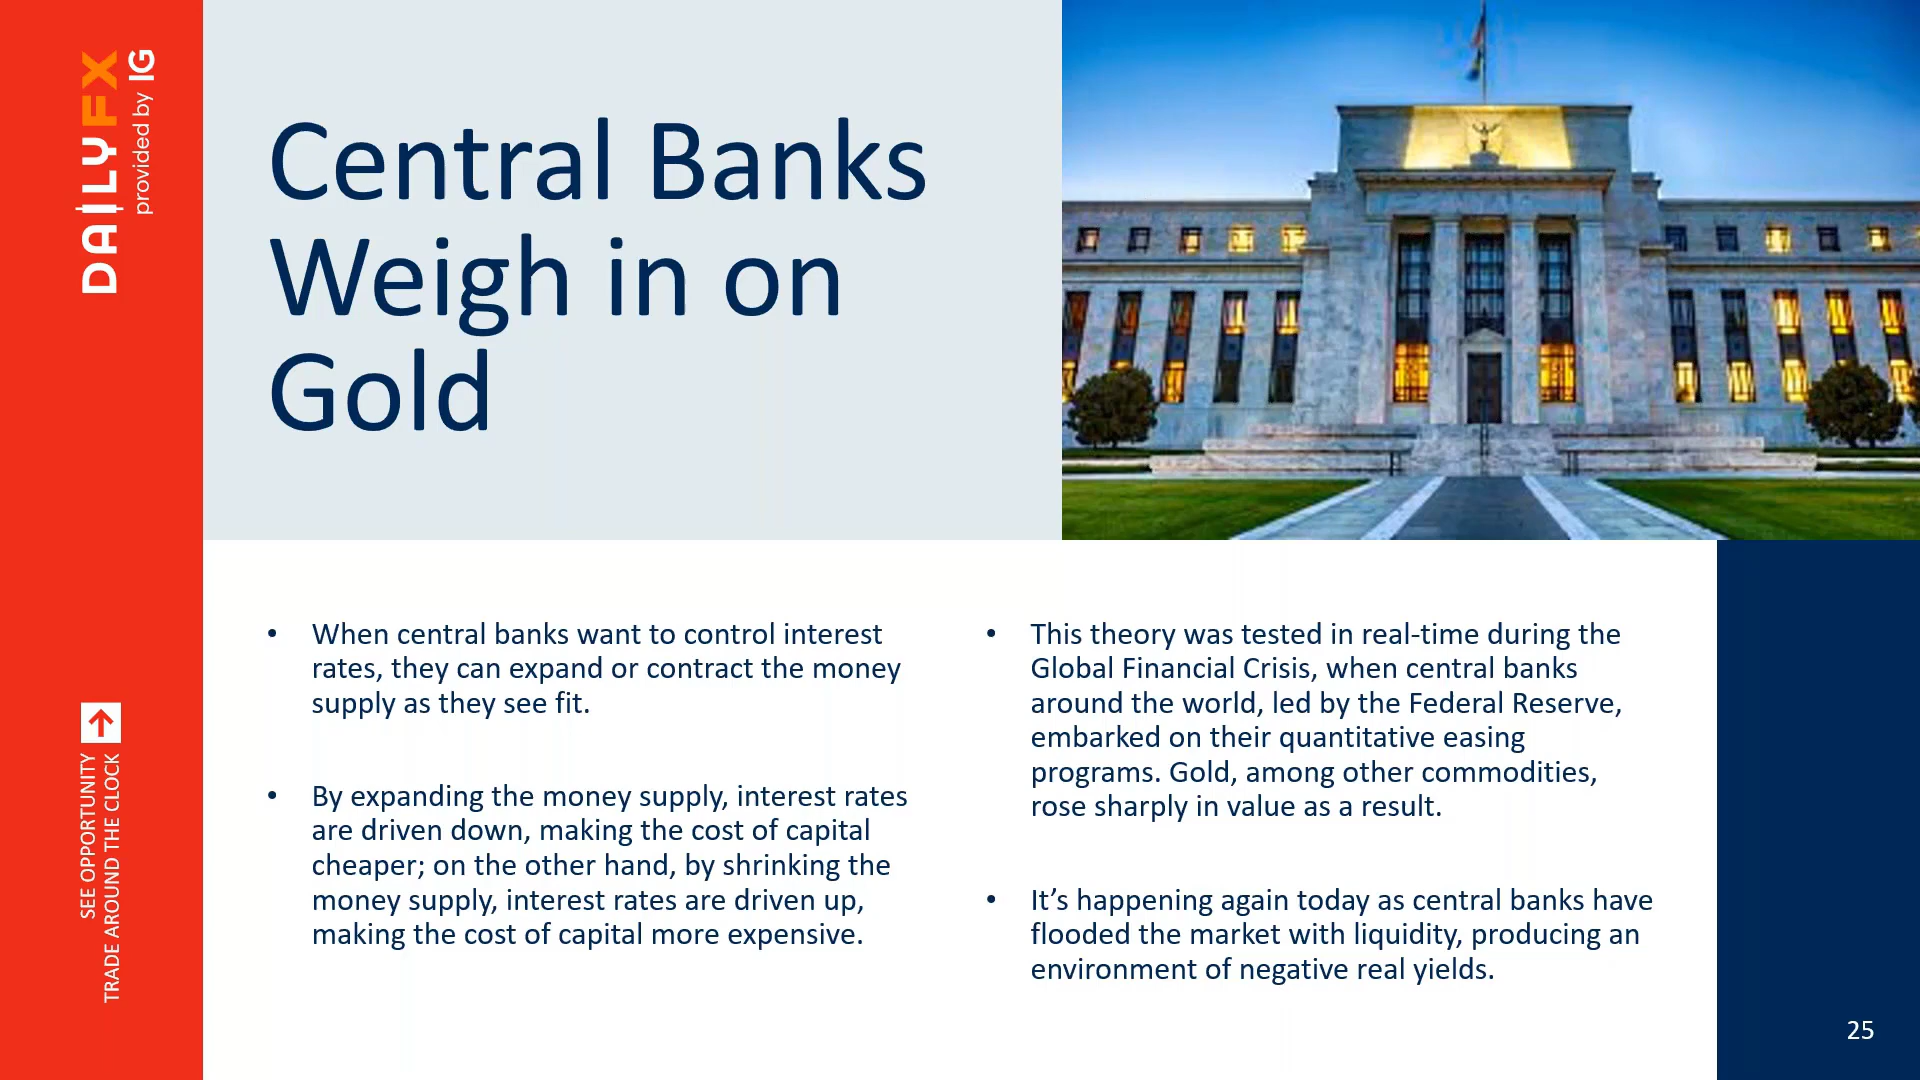 DAILYFX
provided by IG
SEE OPPORTUNITY
TRADE AROUND THE CLOCK
Central Banks
Weigh in on
Gold
• When central banks want to control interest
rates, they can expand or contract the money
supply as they see fit.
• By expanding the money supply, interest rates
are driven down, making the cost of capital
cheaper; on the other hand, by shrinking the
money supply, interest rates are driven up,
making the cost of capital more expensive.
• This theory was tested in real-time during the
Global Financial Crisis, when central banks
around the world, led by the Federal Reserve,
embarked on their quantitative easing
programs. Gold, among other commodities,
rose sharply in value as a result.
• It’s happening again today as central banks have
flooded the market with liquidity, producing an
environment of negative real yields.
25